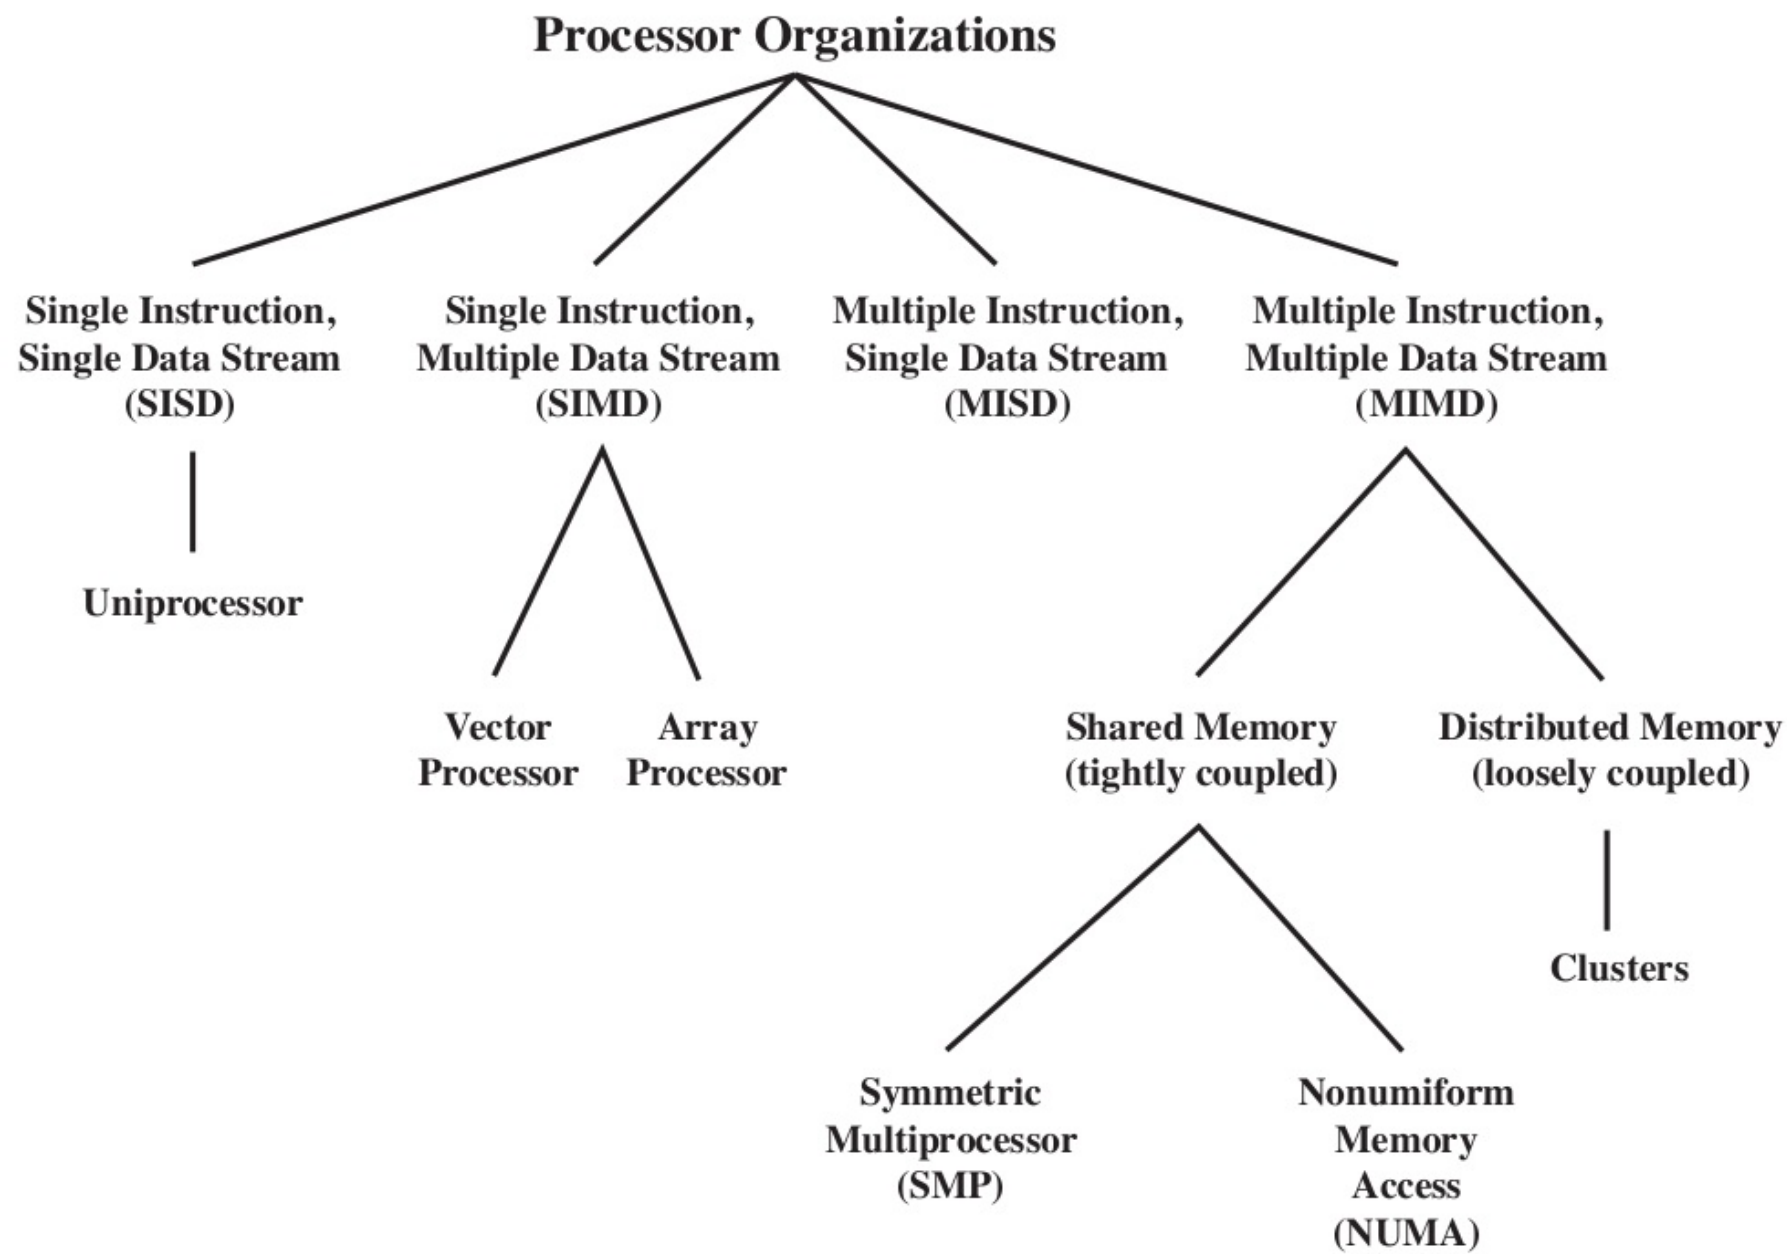 Processor Organizations
Single Instruction,
Single Data Stream
(SISD)
Single Instruction,
Multiple Data Stream
(SIMD)
Multiple Instruction,
Single Data Stream
(MISD)
Multiple Instruction,
Multiple Data Stream
(MIMD)
Uniprocessor
Vector
Processor
Array
Processor
Shared Memory
(tightly coupled)
Distributed Memory
(loosely coupled)
Clusters
Symmetric
Multiprocessor
(SMP)
Nonumiform
Memory
Access
(NUMA)